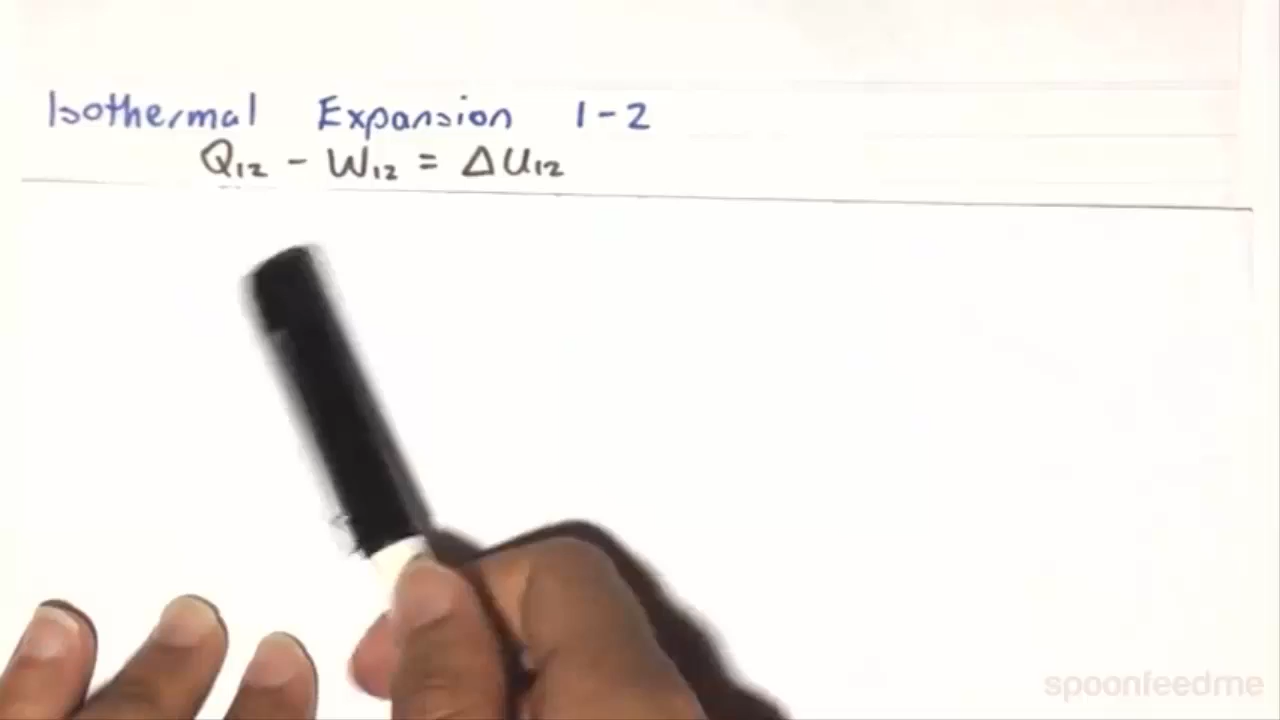 Isothermal Expansion 1-2
Q₁₂ - W₁₂ = ΔU₁₂
spoonfeedme